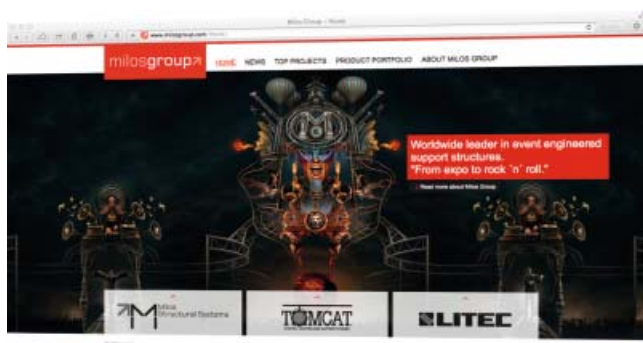 Milos Group - Home
www.milosgroup.com
milosgroup
HOME NEWS TOP PROJECTS PRODUCT PORTFOLIO ABOUT MILOS GROUP
Worldwide leader in event engineered
support structures.
"From expo to rock ´n´ roll."
Read more about Milos Group
M Milos
Structural Systems
TOMCAT
LITEC